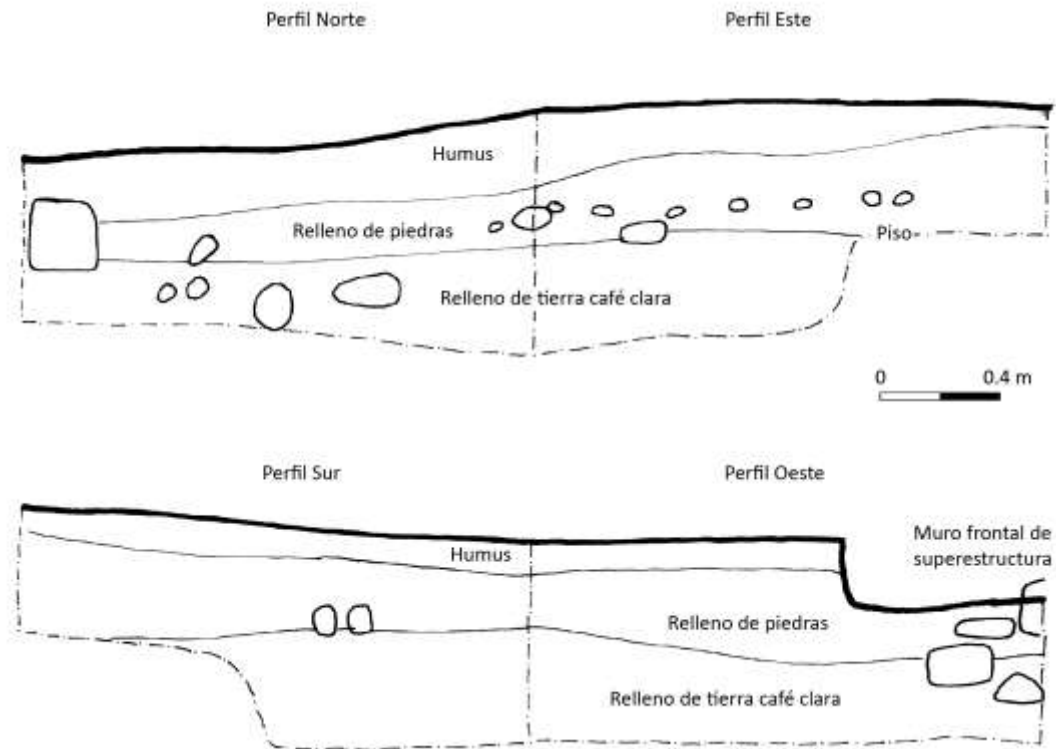 Perfil Norte
Perfil Este
Humus
Relleno de piedras
Piso
Relleno de tierra café clara
0 0.4 m
Perfil Sur
Perfil Oeste
Muro frontal de
superestructura
Humus
Relleno de piedras
Relleno de tierra café clara